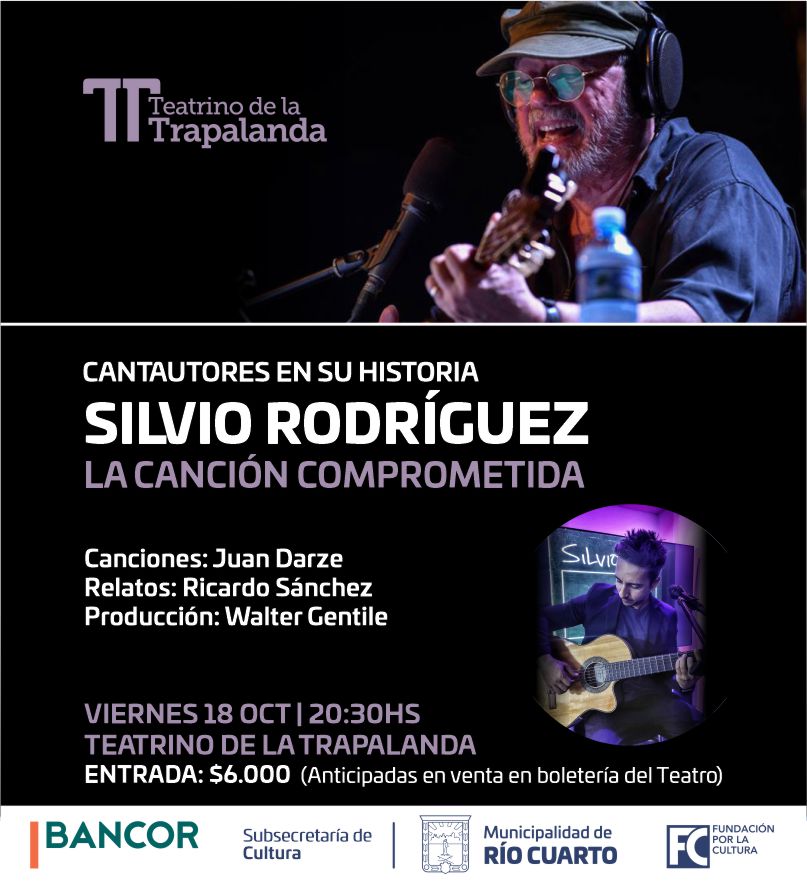 Teatrino de la
Trapalanda
CANTAUTORES EN SU HISTORIA
SILVIO RODRÍGUEZ
LA CANCIÓN COMPROMETIDA
Canciones: Juan Darze
Relatos: Ricardo Sánchez
Producción: Walter Gentile
SILVIO
VIERNES 18 OCT | 20:30HS
TEATRINO DE LA TRAPALANDA
ENTRADA: $6.000 (Anticipadas en venta en boletería del Teatro)
BANCOR
Subsecretaría de
Cultura
Municipalidad de
RÍO CUARTO
FC
FUNDACIÓN
POR LA
CULTURA